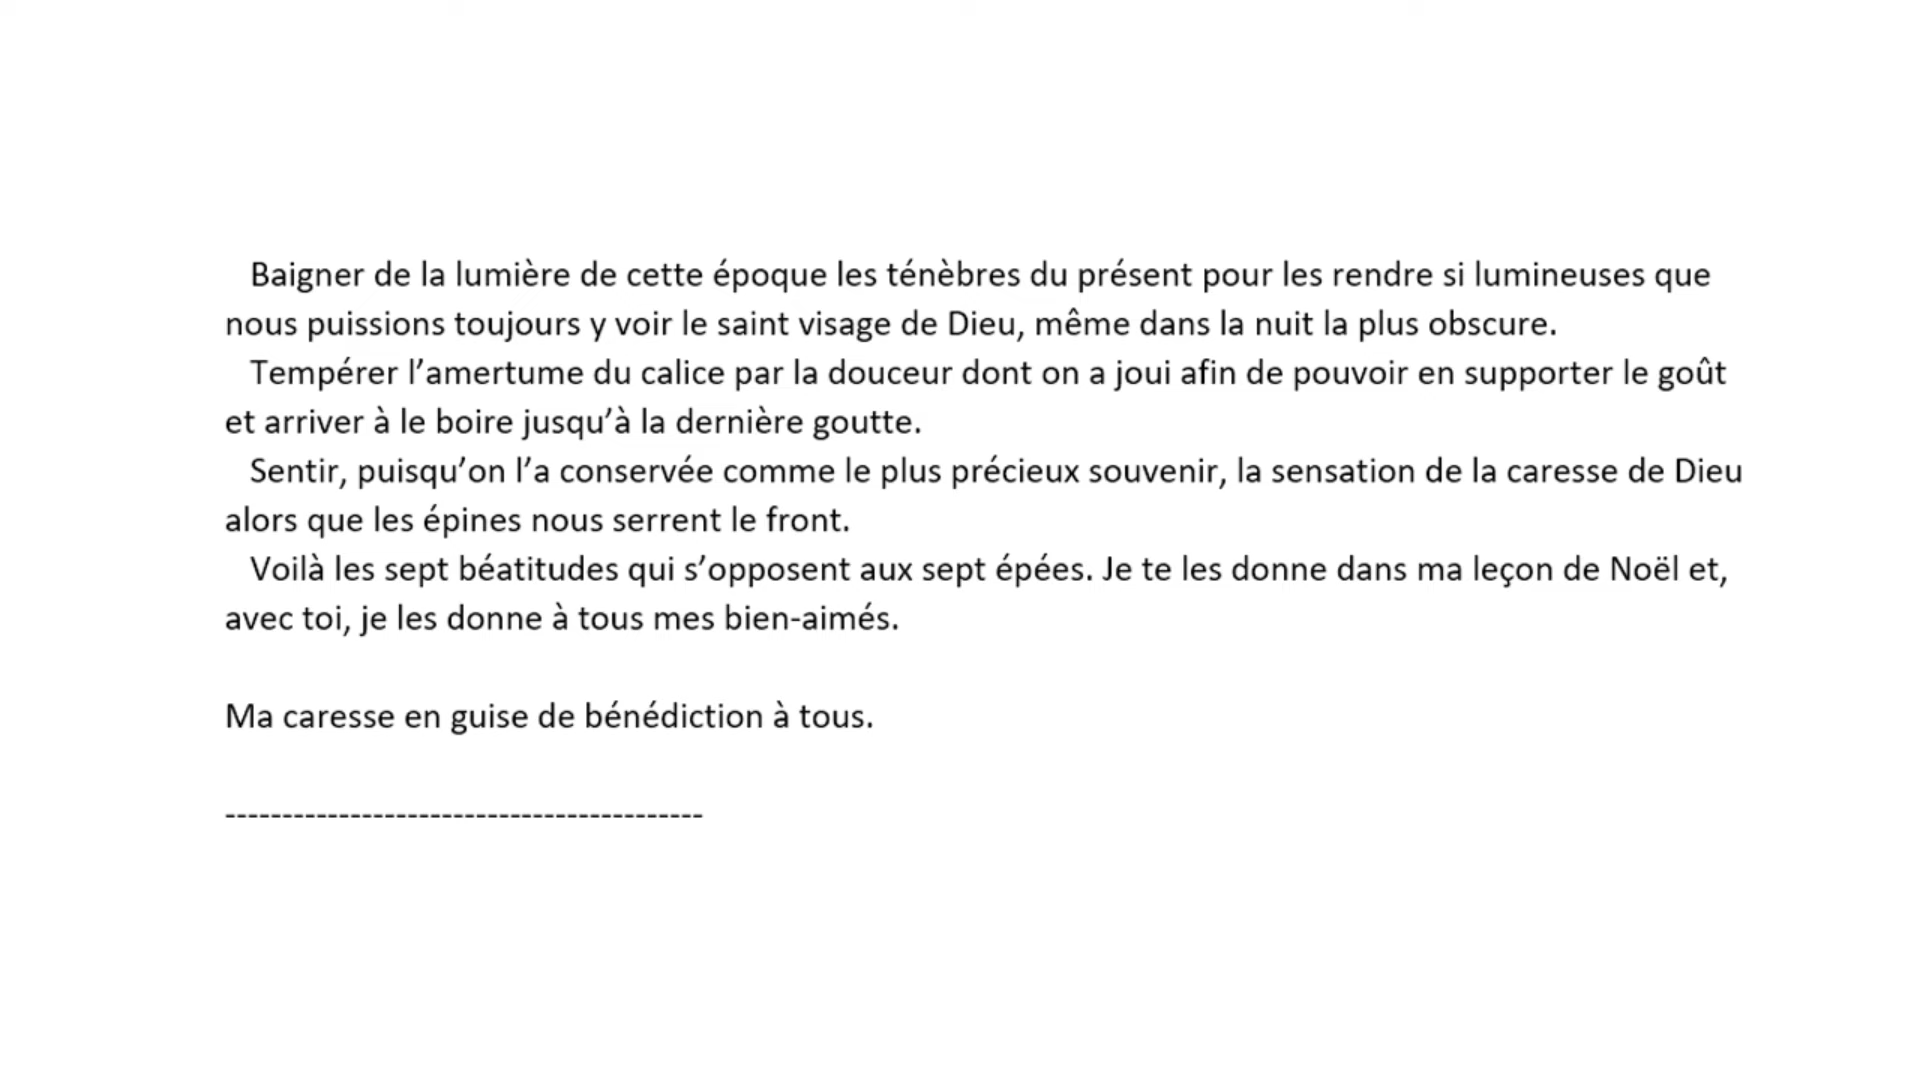 Baigner de la lumière de cette époque les ténèbres du présent pour les rendre si lumineuses que
nous puissions toujours y voir le saint visage de Dieu, même dans la nuit la plus obscure.
Tempérer l’amertume du calice par la douceur dont on a joui afin de pouvoir en supporter le goût
et arriver à le boire jusqu’à la dernière goutte.
Sentir, puisqu’on l’a conservée comme le plus précieux souvenir, la sensation de la caresse de Dieu
alors que les épines nous serrent le front.
Voilà les sept béatitudes qui s’opposent aux sept épées. Je te les donne dans ma leçon de Noël et,
avec toi, je les donne à tous mes bien-aimés.
Ma caresse en guise de bénédiction à tous.
------------------------------------------